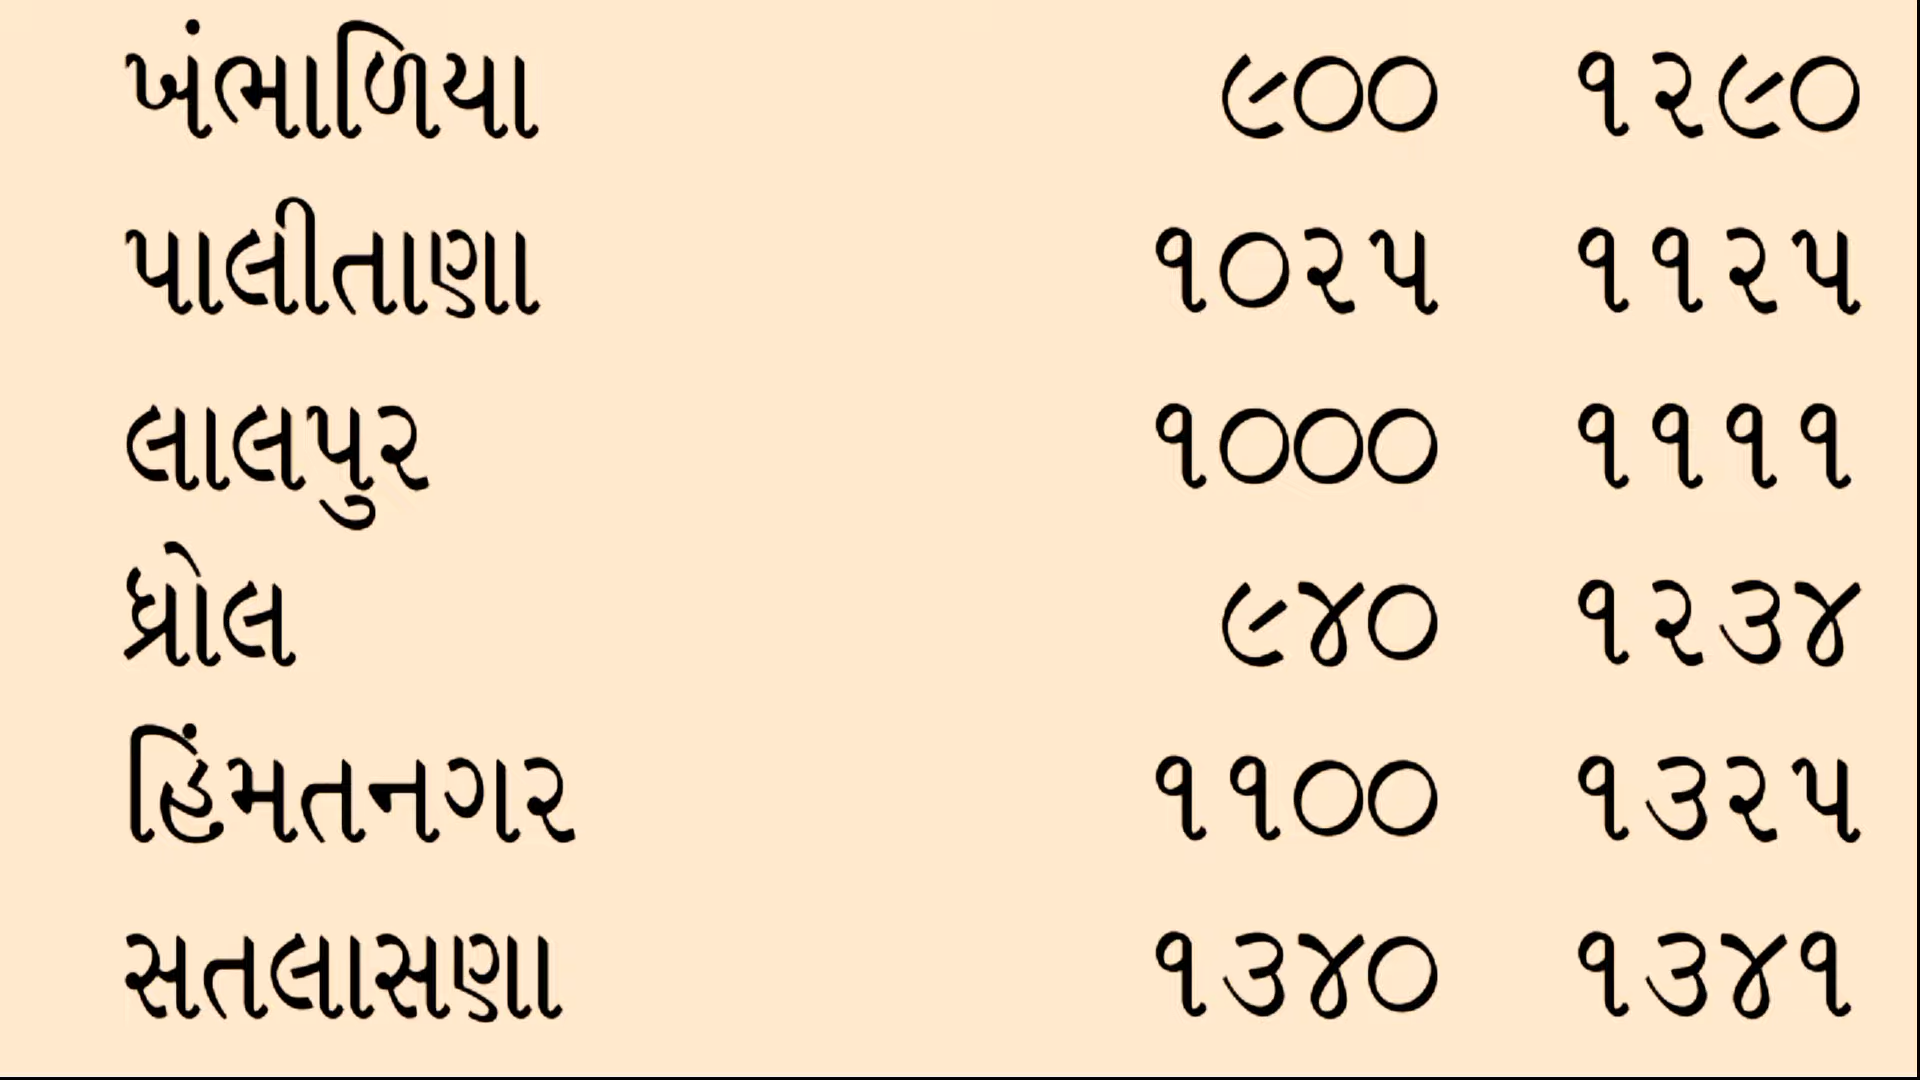 ખંભાળિયા ૯૦૦ ૧૨૯૦
પાલીતાણા ૧૦૨૫ ૧૧૨૫
લાલપુર ૧૦૦૦ ૧૧૧૧
ધ્રોલ ૯૪૦ ૧૨૩૪
હિંમતનગર ૧૧૦૦ ૧૩૨૫
સતલાસણા ૧૩૪૦ ૧૩૪૧